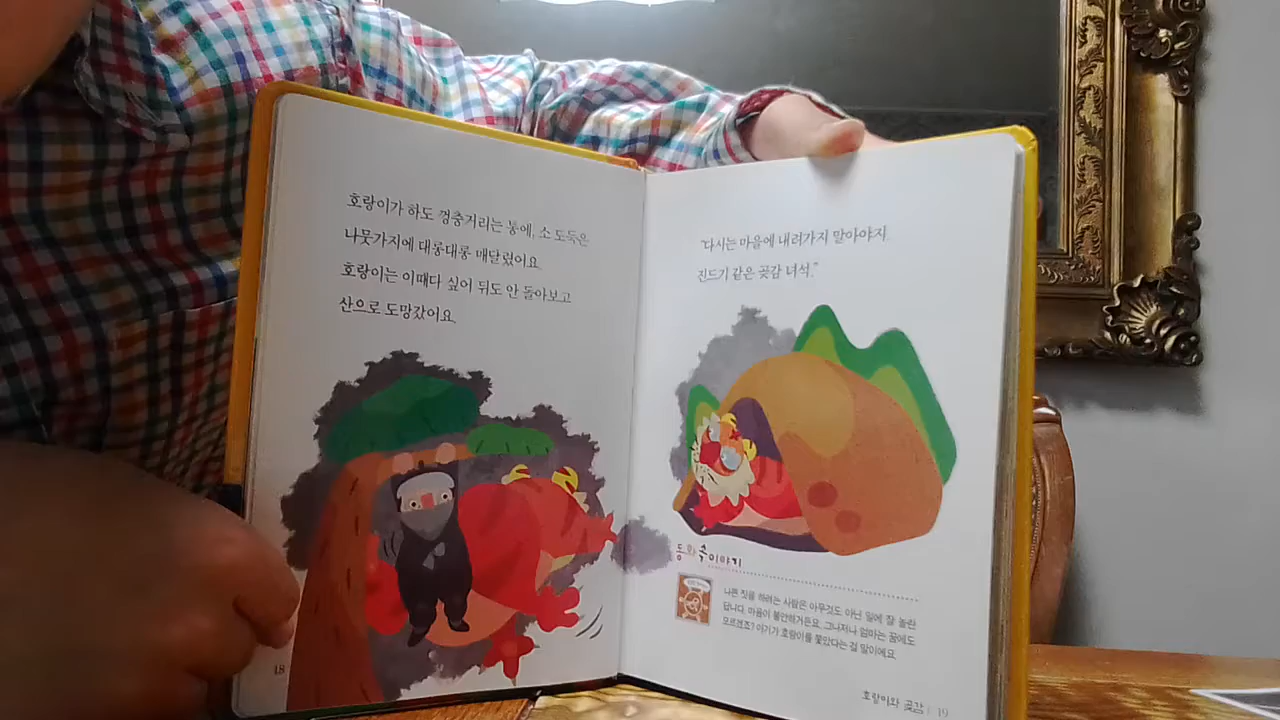 호랑이가 하도 껑충거리는 통에, 소 도둑은
나뭇가지에 대롱대롱 매달렸어요.
호랑이는 이때다 싶어 뒤도 안 돌아보고
산으로 도망갔어요.
18
"다시는 마을에 내려가지 말아야지.
진드기 같은 곶감 녀석."
동화 속 이야기
나쁜 짓을 하려는 사람은 아무것도 아닌 일에 잘 놀란
답니다. 마음이 불안하거든요. 그나저나 엄마는 꿈에도
모르겠죠? 아기가 호랑이를 쫓았다는 걸 말이에요.
호랑이와 곶감 19